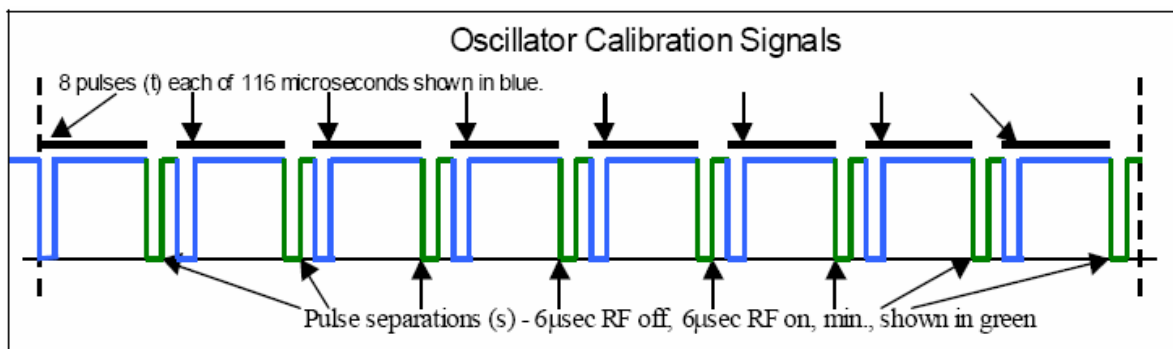 Oscillator Calibration Signals
8 pulses (t) each of 116 microseconds shown in blue.
Pulse separations (s) - 6μsec RF off, 6μsec RF on, min., shown in green